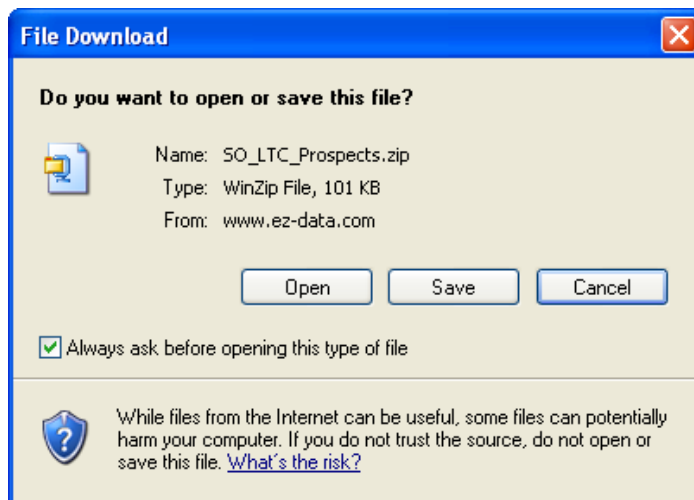 File Download
Do you want to open or save this file?
Name: SO_LTC_Prospects.zip
Type: WinZip File, 101 KB
From: www.ez-data.com
Open Save Cancel
Always ask before opening this type of file
While files from the Internet can be useful, some files can potentially
harm your computer. If you do not trust the source, do not open or
save this file. What's the risk?